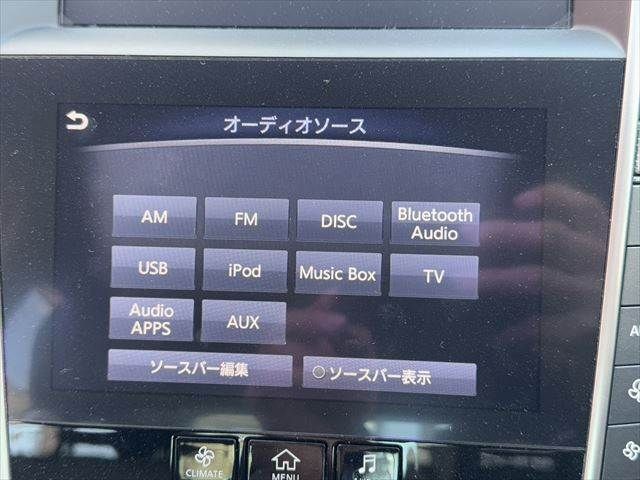 オーディオソース
AM
FM
DISC
Bluetooth
Audio
USB
iPod
Music Box
TV
Audio
APPS
AUX
ソースバー編集
ソースバー表示
CLIMATE
MENU